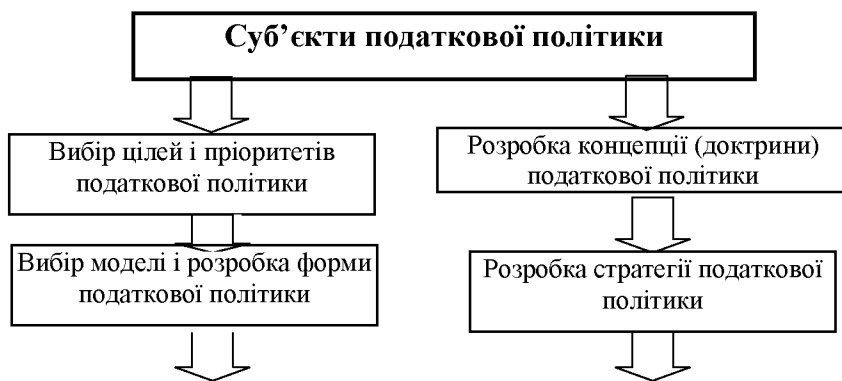 Суб’єкти податкової політики
Вибір цілей і пріоритетів
податкової політики
Розробка концепції (доктрини)
податкової політики
Вибір моделі і розробка форми
податкової політики
Розробка стратегії податкової
політики